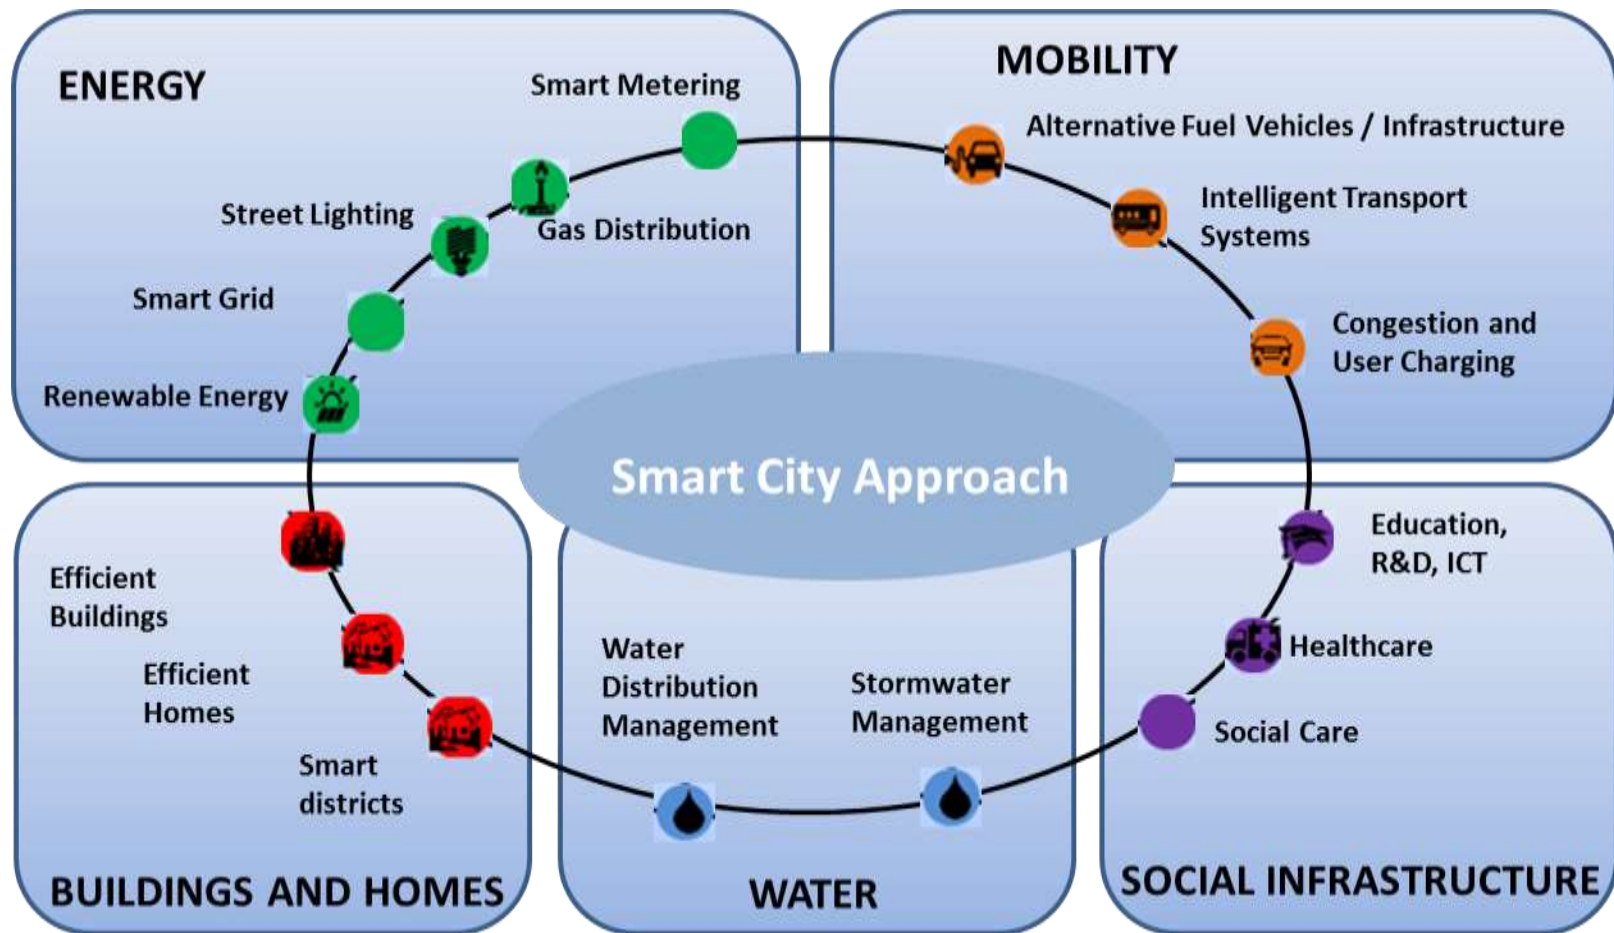 ENERGY
Smart Metering
Street Lighting
Gas Distribution
Smart Grid
Renewable Energy
MOBILITY
Alternative Fuel Vehicles / Infrastructure
Intelligent Transport
Systems
Congestion and
User Charging
Smart City Approach
Efficient
Buildings
Efficient
Homes
Smart
districts
BUILDINGS AND HOMES
Water
Distribution
Management
Stormwater
Management
WATER
Education,
R&D, ICT
Healthcare
Social Care
SOCIAL INFRASTRUCTURE